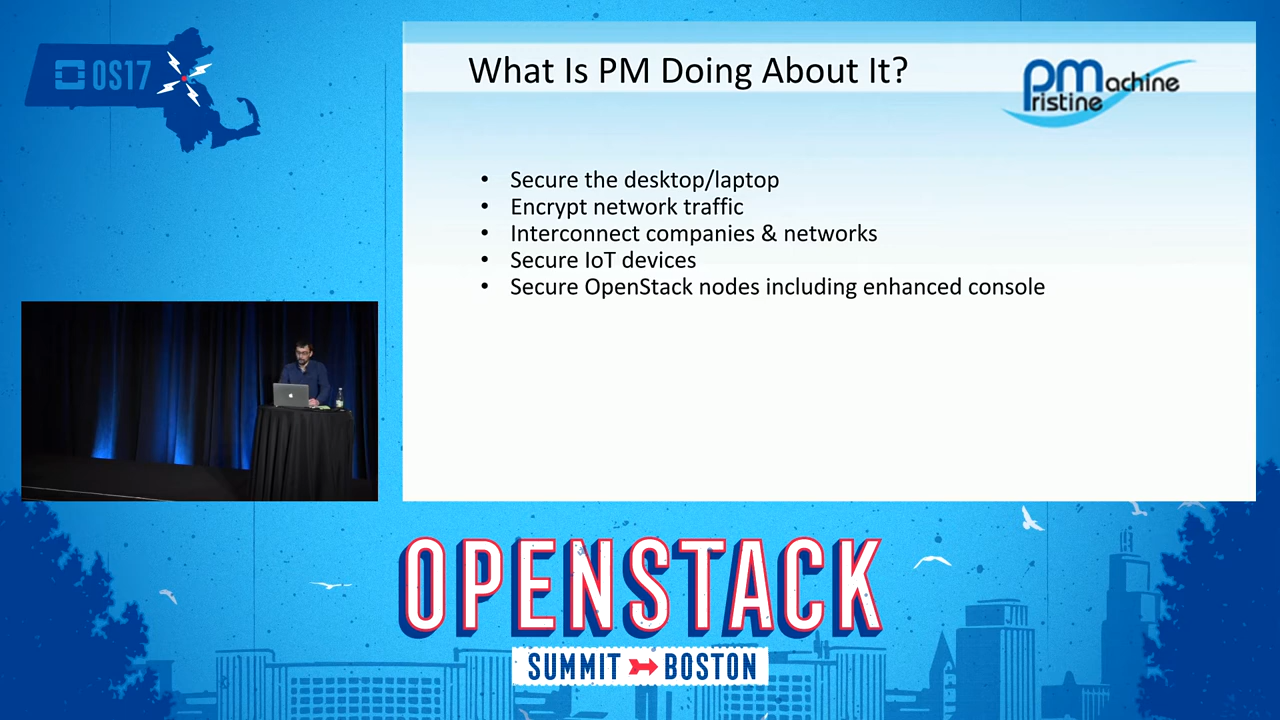 OS17
What Is PM Doing About It?
PMachine
Pristine
• Secure the desktop/laptop
• Encrypt network traffic
• Interconnect companies & networks
• Secure IoT devices
• Secure OpenStack nodes including enhanced console
OPENSTACK
SUMMIT BOSTON